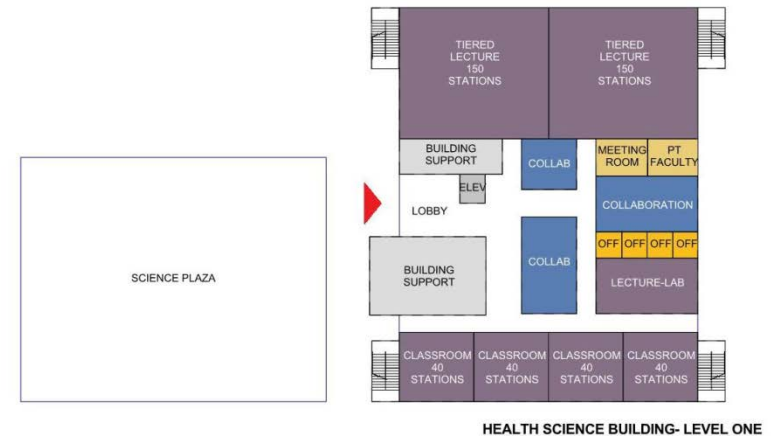 TIERED
LECTURE
150
STATIONS
TIERED
LECTURE
150
STATIONS
BUILDING
SUPPORT
COLLAB
MEETING
ROOM
PT
FACULTY
ELEV
LOBBY
COLLABORATION
OFF OFF OFF OFF
SCIENCE PLAZA
BUILDING
SUPPORT
COLLAB
LECTURE-LAB
CLASSROOM
40
STATIONS
CLASSROOM
40
STATIONS
CLASSROOM
40
STATIONS
CLASSROOM
40
STATIONS
HEALTH SCIENCE BUILDING- LEVEL ONE